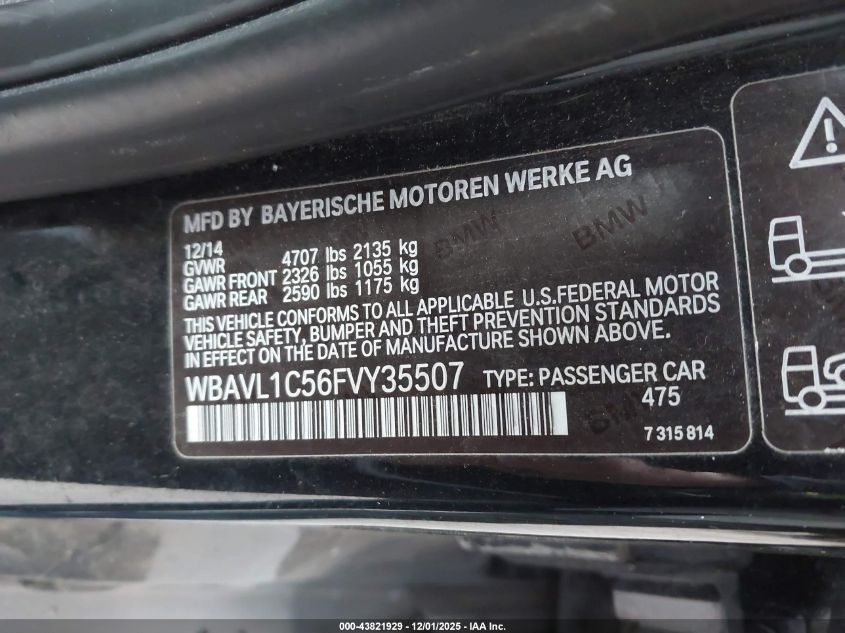 MFD BY BAYERISCHE MOTOREN WERKE AG
12/14
GVWR 4707 lbs 2135 kg
GAWR FRONT 2326 lbs 1055 kg
GAWR REAR 2590 lbs 1175 kg
THIS VEHICLE CONFORMS TO ALL APPLICABLE U.S.FEDERAL MOTOR
VEHICLE SAFETY, BUMPER AND THEFT PREVENTION STANDARDS
IN EFFECT ON THE DATE OF MANUFACTURE SHOWN ABOVE.
WBAVL1C56FVY35507 TYPE: PASSENGER CAR
475
7 315 814
BMW
BMW
BMW
000-43821929 | 12/01/2025 - IAA Inc.